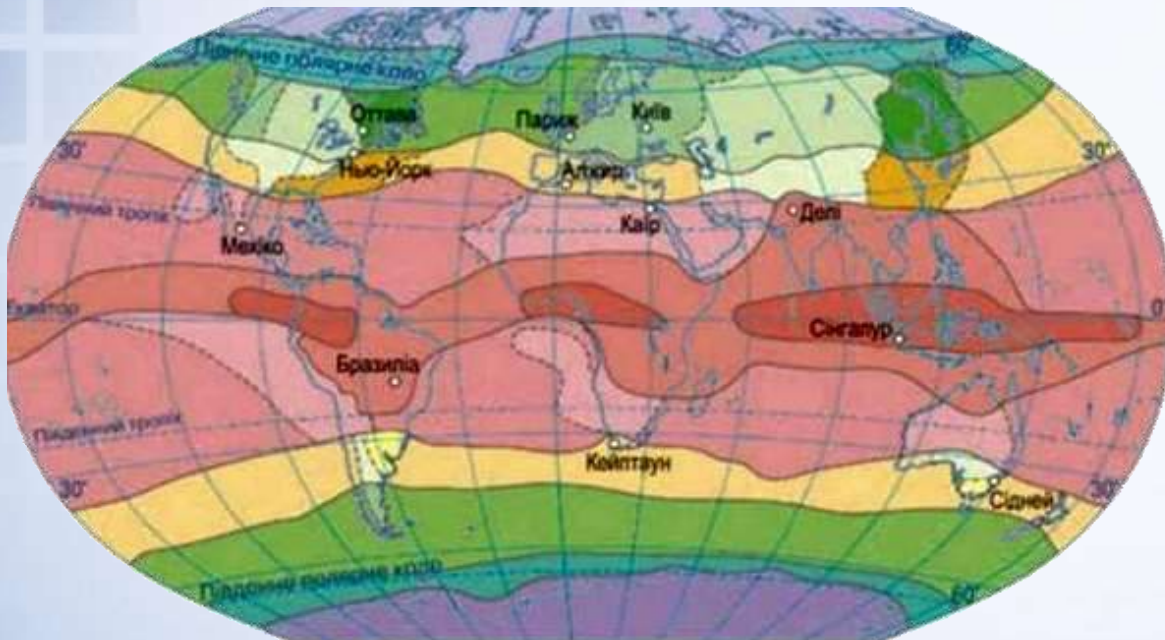 Північне полярне коло
60°
Оттава
Париж
Київ
30°
30°
Нью-Йорк
Алжир
Північний тропік
Каїр
Делі
Мехіко
Екватор
0°
Сінгапур
Бразиліа
Південний тропік
Кейптаун
30°
30°
Сідней
Південне полярне коло
60°